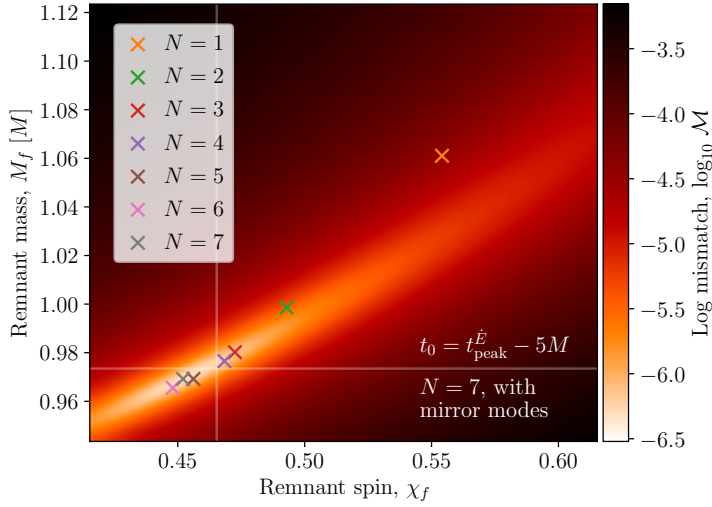 1.12
1.10
1.08
1.06
1.04
1.02
1.00
0.98
0.96
Remnant mass, M_f [M]
N = 1
N = 2
N = 3
N = 4
N = 5
N = 6
N = 7
t_0 = t_peak^Ė − 5M
N = 7, with
mirror modes
0.45
0.50
0.55
0.60
Remnant spin, χ_f
−3.5
−4.0
−4.5
−5.0
−5.5
−6.0
−6.5
Log mismatch, log₁₀ ℳ